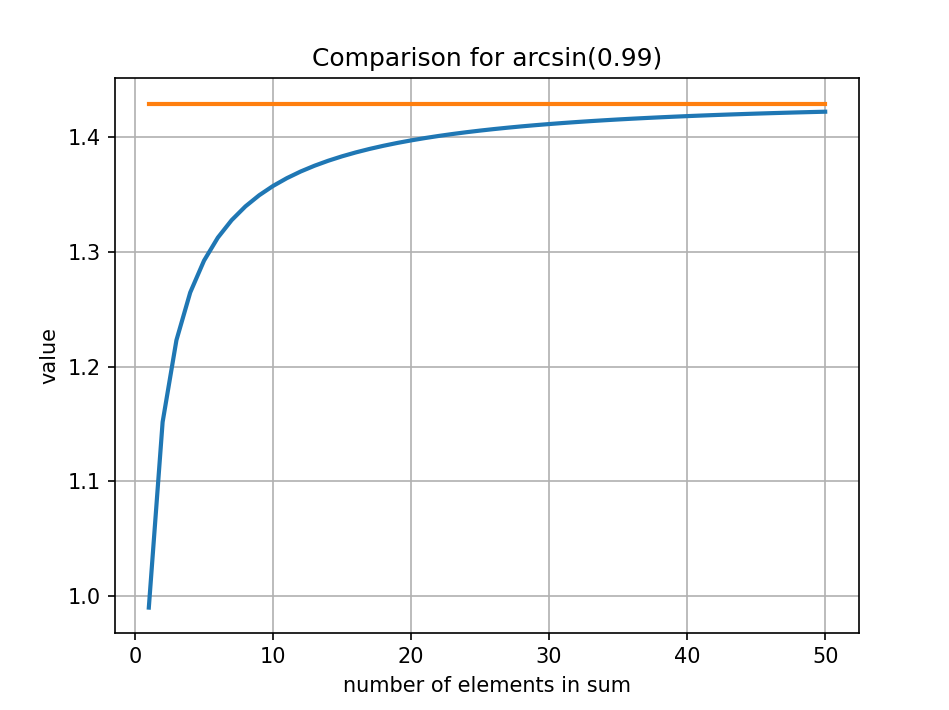 Comparison for arcsin(0.99)
value
1.4
1.3
1.2
1.1
1.0
0 10 20 30 40 50
number of elements in sum